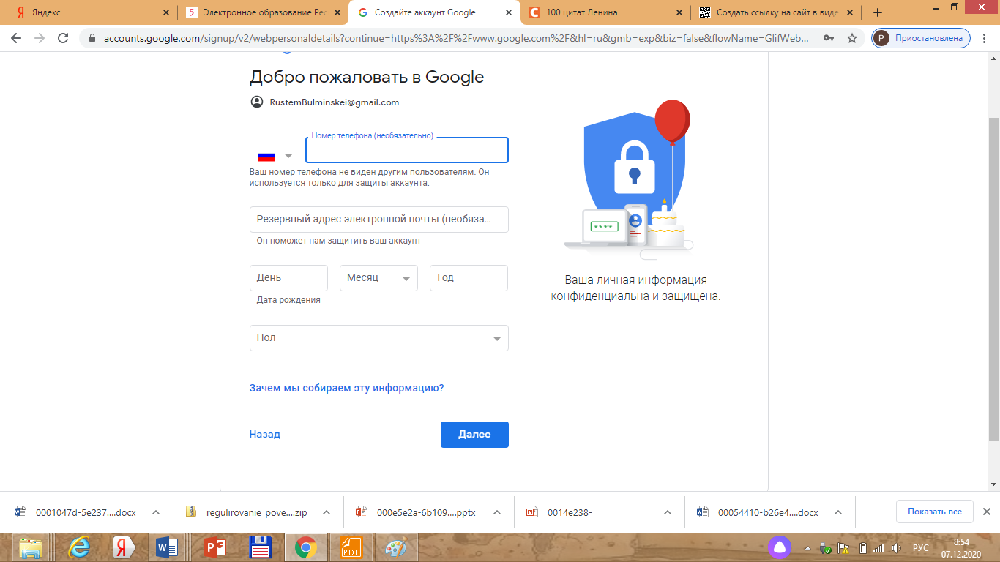 Яндекс
Электронное образование Рес
Создайте аккаунт Google
100 цитат Ленина
Создать ссылку на сайт в виде
accounts.google.com/signup/v2/webpersonaldetails?continue=https%3A%2F%2Fwww.google.com%2F&hl=ru&gmb=exp&biz=false&flowName=GlifWeb...
P
Приостановлена
Добро пожаловать в Google
RustemBulminskei@gmail.com
Номер телефона (необязательно)
Ваш номер телефона не виден другим пользователям. Он
используется только для защиты аккаунта.
Резервный адрес электронной почты (необяза...
Он поможет нам защитить ваш аккаунт
День
Месяц
Год
Дата рождения
Пол
Зачем мы собираем эту информацию?
Назад
Далее
****
Ваша личная информация
конфиденциальна и защищена.
0001047d-5e237....docx
regulirovanie_pove....zip
000e5e2a-6b109....pptx
0014e238-
00054410-b26e4....docx
Показать все
PDF
РУС
8:54
07.12.2020